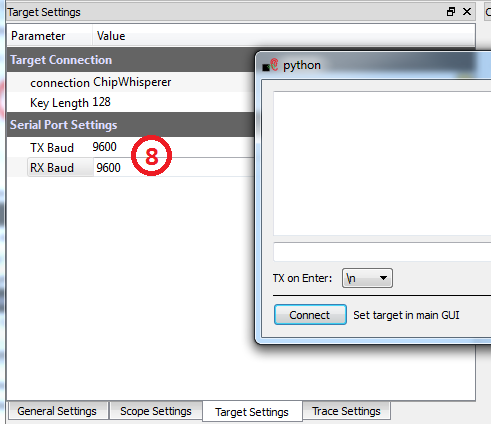 Target Settings
Parameter Value
Target Connection
connection ChipWhisperer
Key Length 128
Serial Port Settings
TX Baud 9600
RX Baud 9600
8
python
TX on Enter: \n
Connect Set target in main GUI
General Settings Scope Settings Target Settings Trace Settings